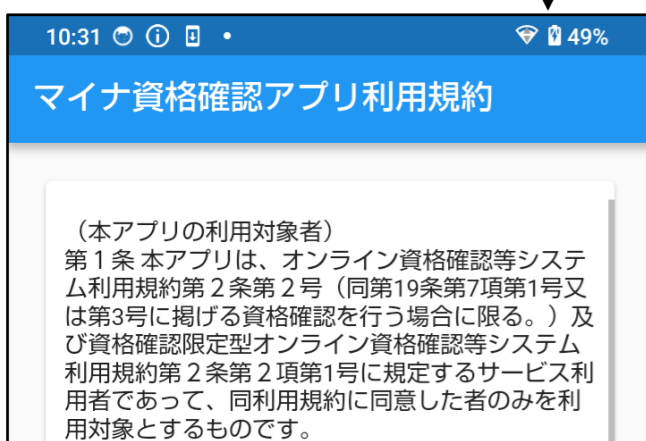 10:31
49%
マイナ資格確認アプリ利用規約
（本アプリの利用対象者）
第１条 本アプリは、オンライン資格確認等システ
ム利用規約第２条第２号（同第19条第7項第1号又
は第3号に掲げる資格確認を行う場合に限る。）及
び資格確認限定型オンライン資格確認等システム
利用規約第２条第２項第1号に規定するサービス利
用者であって、同利用規約に同意した者のみを利
用対象とするものです。